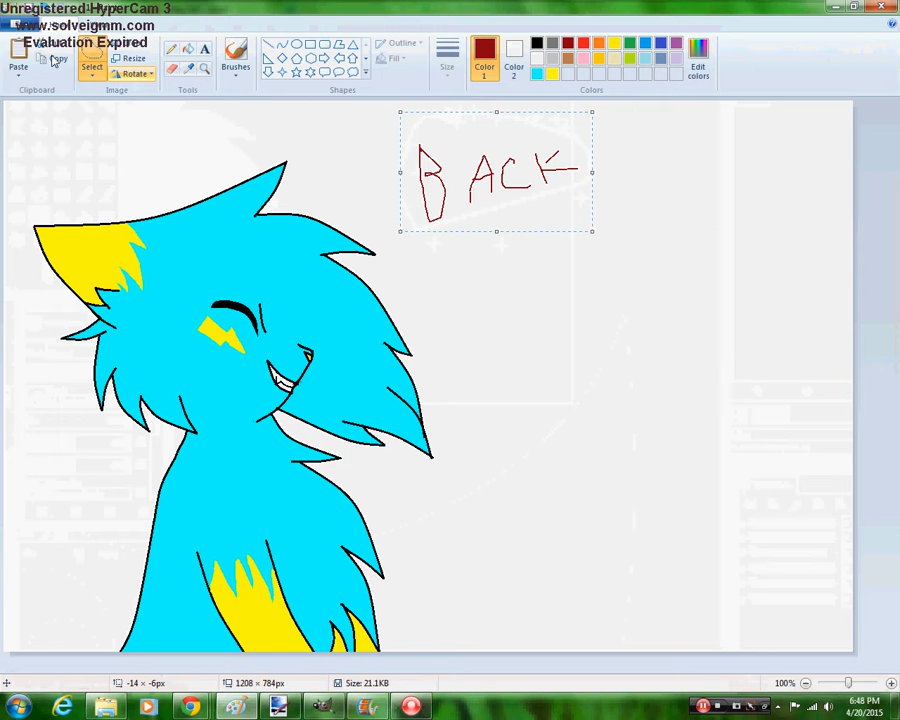 Unregistered HyperCam 3
www.solveigmm.com
Evaluation Expired
Paste
Copy
Select
Resize
Rotate
Brushes
Outline
Fill
Size
Color 1
Color 2
Edit colors
Clipboard
Image
Tools
Shapes
Colors
BACK
-14 × -6px
1208 × 784px
Size: 21.1KB
100%
6:48 PM
4/20/2015